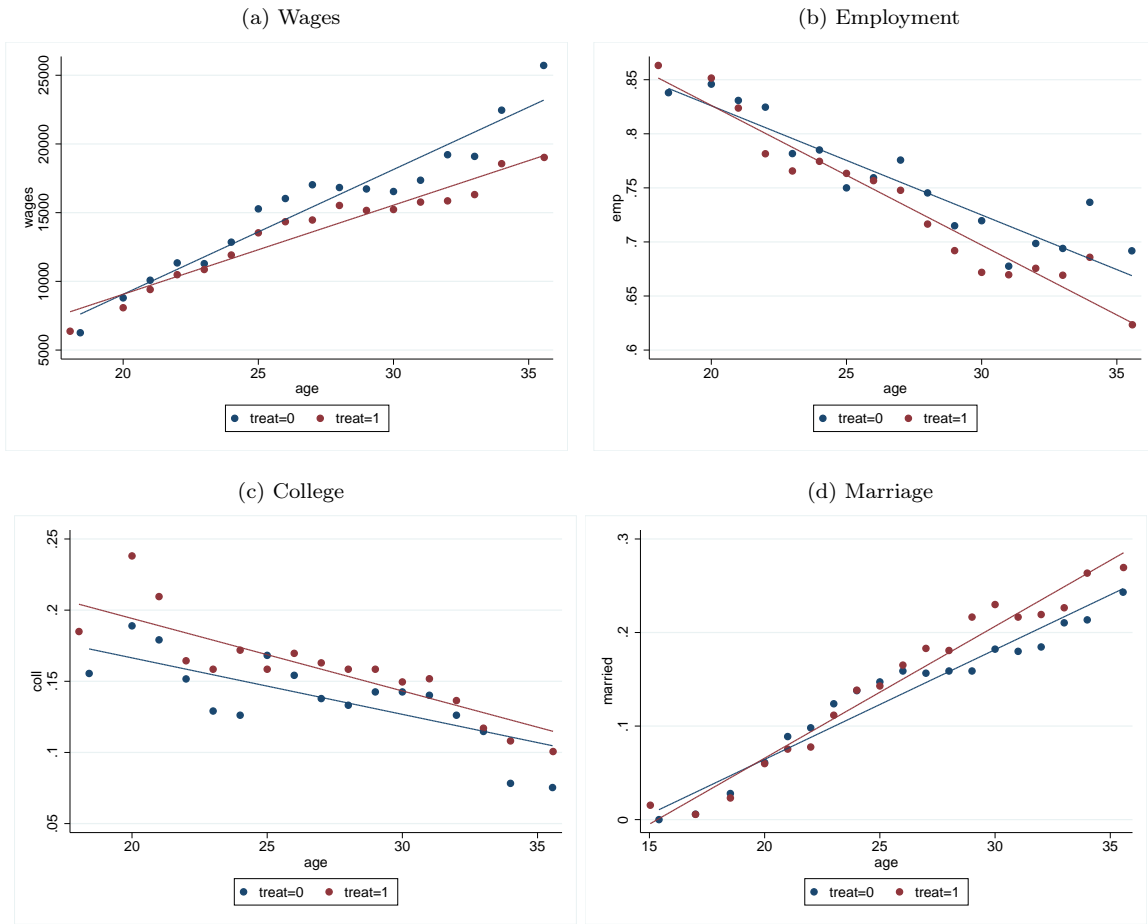 (a) Wages
25000
20000
15000
10000
5000
wages
20 25 30 35
age
treat=0 treat=1
(b) Employment
.85
.8
.75
.7
.65
.6
emp
20 25 30 35
age
treat=0 treat=1
(c) College
.25
.2
.15
.1
.05
coll
20 25 30 35
age
treat=0 treat=1
(d) Marriage
.3
.2
.1
0
married
15 20 25 30 35
age
treat=0 treat=1